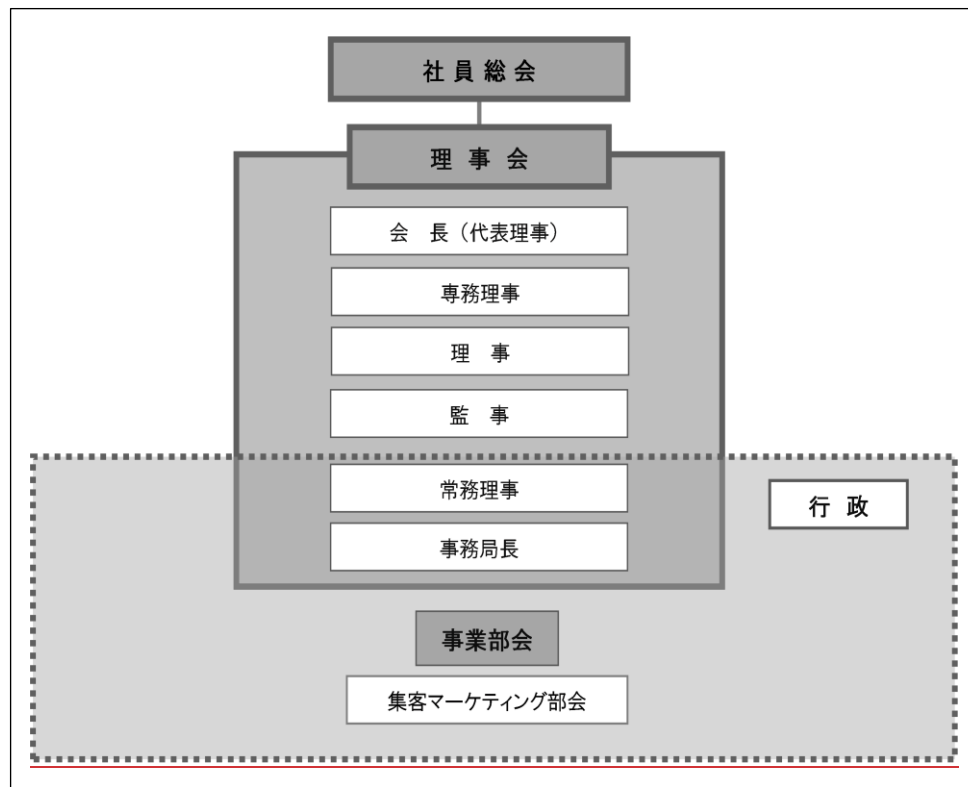 社員総会
理事会
会　長（代表理事）
専務理事
理　事
監　事
常務理事
行　政
事務局長
事業部会
集客マーケティング部会